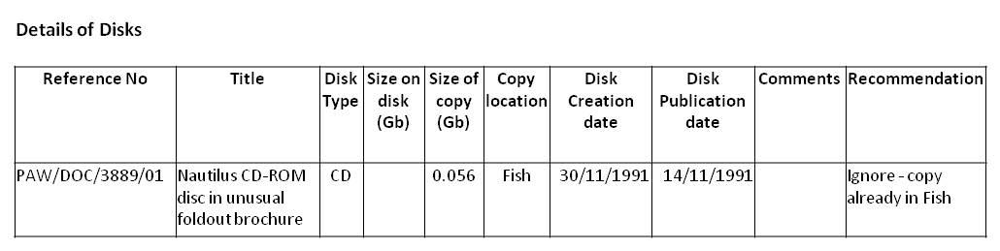 Details of Disks
Reference No Title Disk Type Size on disk (Gb) Size of copy (Gb) Copy location Disk Creation date Disk Publication date Comments Recommendation
PAW/DOC/3889/01 Nautilus CD-ROM disc in unusual foldout brochure CD 0.056 Fish 30/11/1991 14/11/1991 Ignore - copy already in Fish